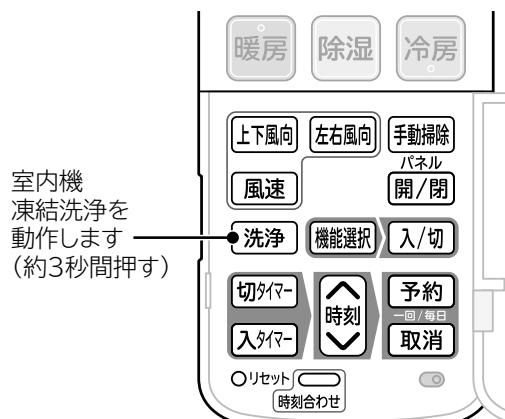 暖房
除湿
冷房
上下風向
左右風向
手動掃除
パネル
風速
開/閉
室内機
凍結洗浄を
動作します
(約3秒間押す)
洗浄
機能選択
入/切
切タイマー
時刻
予約
一回/毎日
入タイマー
取消
リセット
時刻合わせ